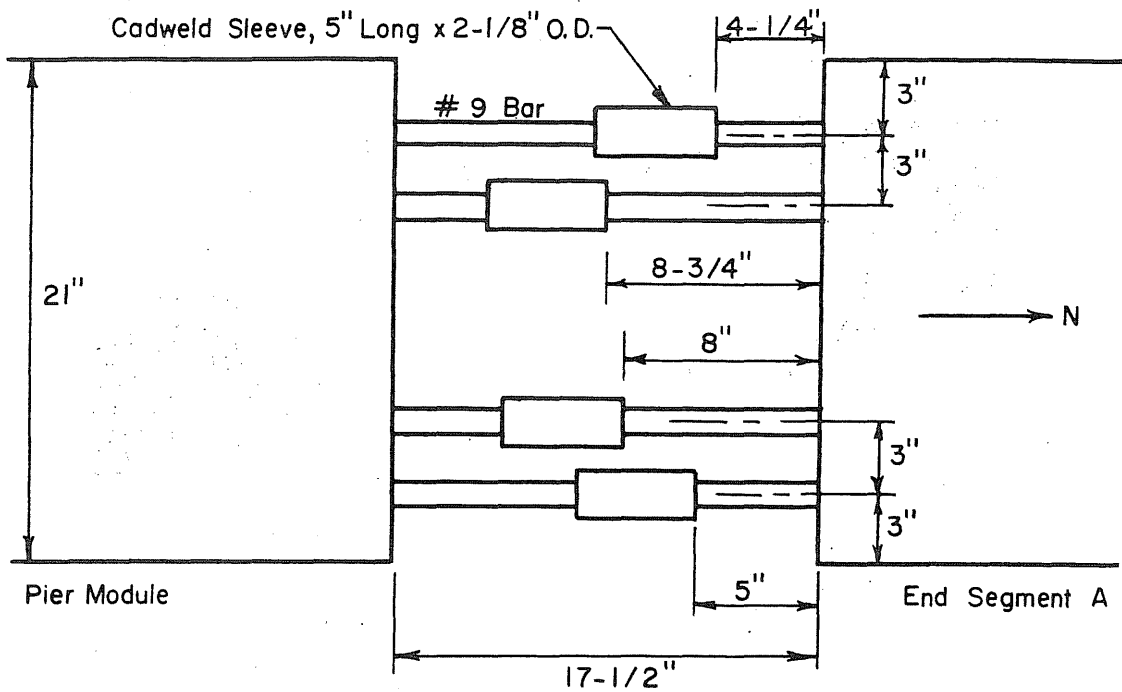 Cadweld Sleeve, 5" Long x 2-1/8" O.D.
4-1/4"
# 9 Bar
3"
3"
8-3/4"
21"
N
8"
3"
3"
5"
Pier Module
End Segment A
17-1/2"